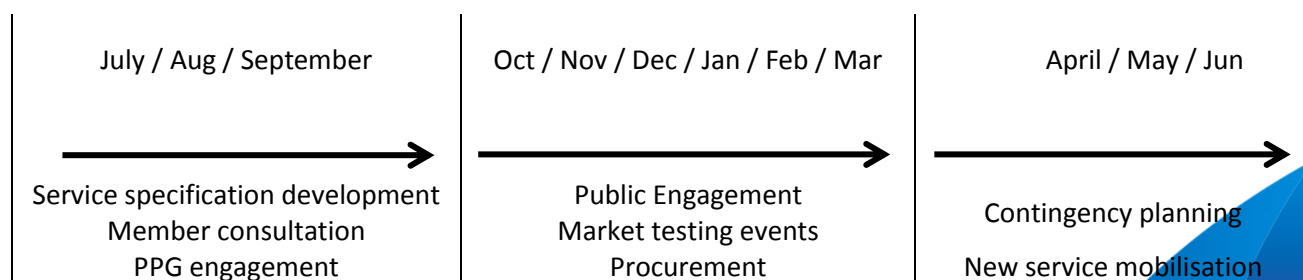 July / Aug / September
Service specification development
Member consultation
PPG engagement
Oct / Nov / Dec / Jan / Feb / Mar
Public Engagement
Market testing events
Procurement
April / May / Jun
Contingency planning
New service mobilisation